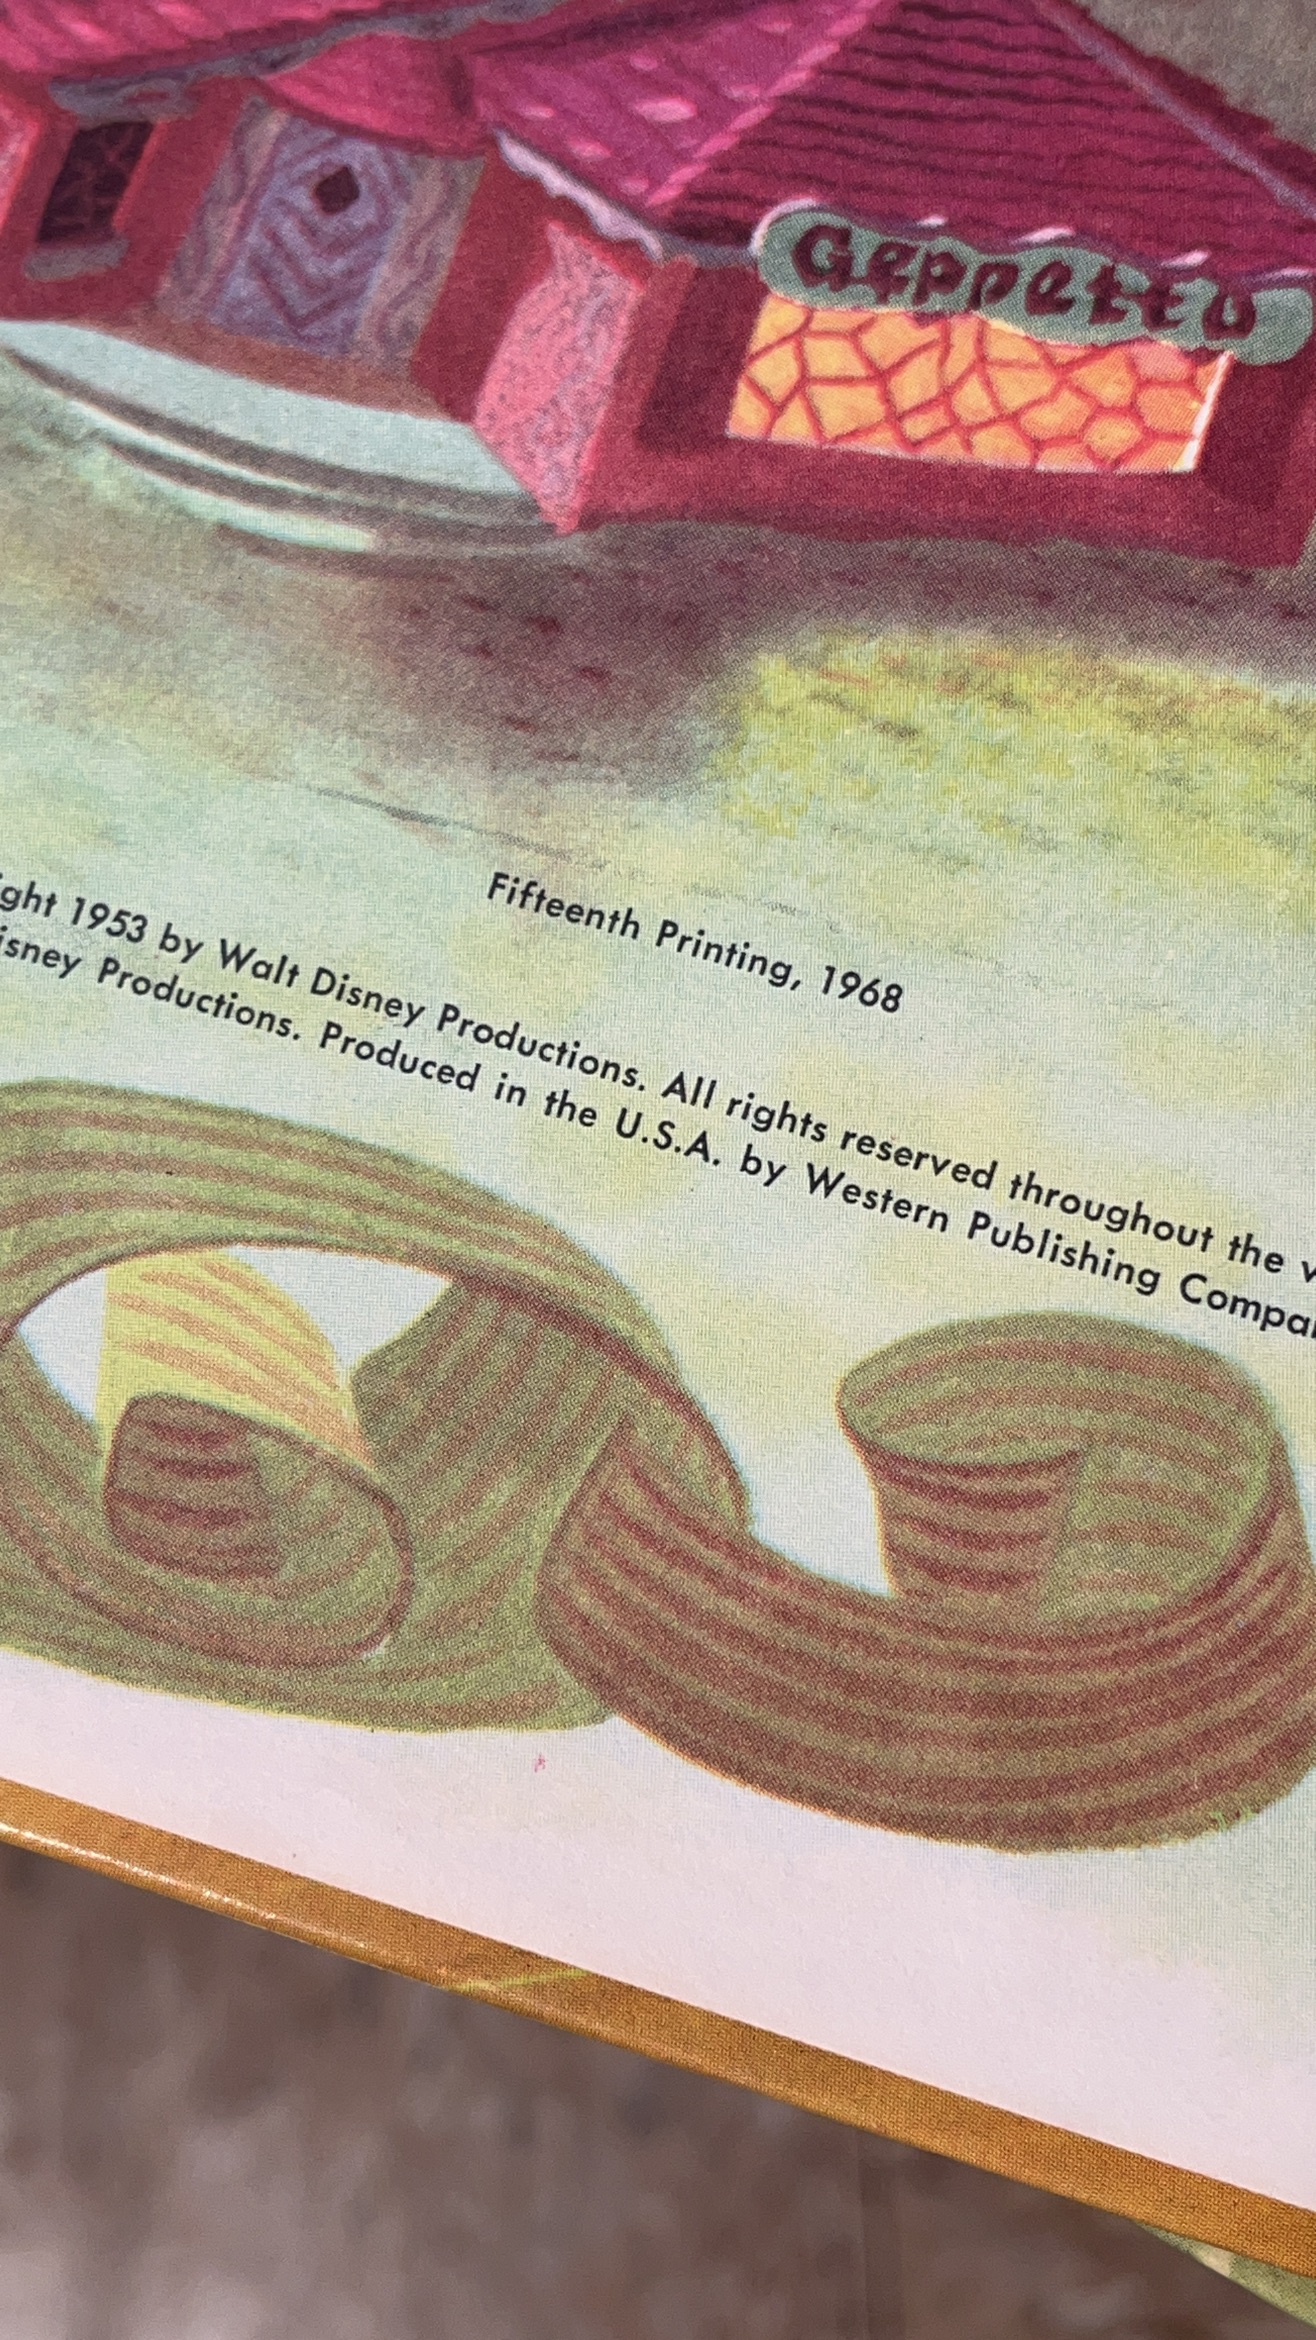 Geppetto
Fifteenth Printing, 1968
ght 1953 by Walt Disney Productions. All rights reserved throughout the
isney Productions. Produced in the U.S.A. by Western Publishing Compa